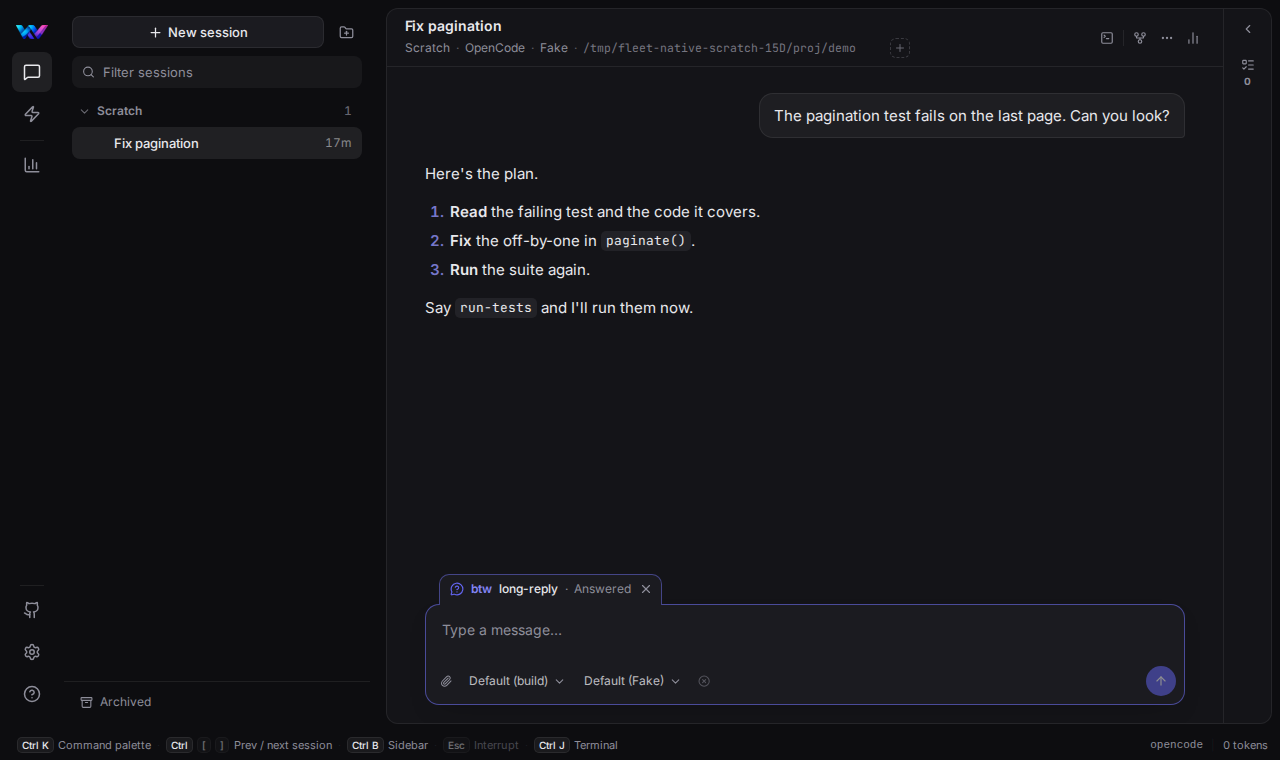 New session
Filter sessions
Scratch 1
Fix pagination 17m
Archived
Fix pagination
Scratch · OpenCode · Fake · /tmp/fleet-native-scratch-15D/proj/demo
0
The pagination test fails on the last page. Can you look?
Here's the plan.
1. Read the failing test and the code it covers.
2. Fix the off-by-one in paginate().
3. Run the suite again.
Say run-tests and I'll run them now.
btw long-reply · Answered
Type a message...
Default (build) Default (Fake)
Ctrl K Command palette Ctrl [ ] Prev / next session Ctrl B Sidebar Esc Interrupt Ctrl J Terminal opencode 0 tokens